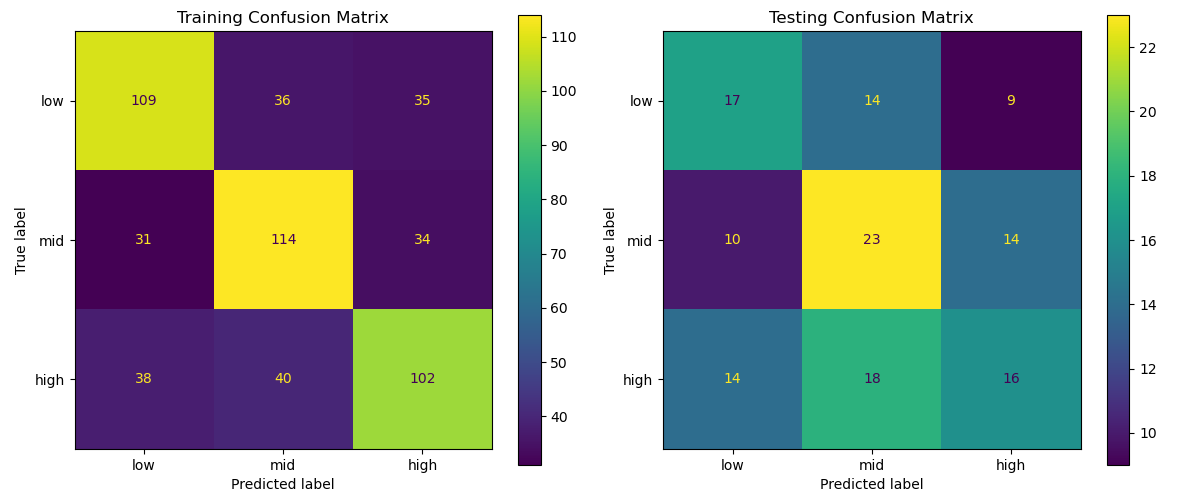 Training Confusion Matrix
True label
low
mid
high
109 36 35
31 114 34
38 40 102
low mid high
Predicted label
110
100
90
80
70
60
50
40
Testing Confusion Matrix
True label
low
mid
high
17 14 9
10 23 14
14 18 16
low mid high
Predicted label
22
20
18
16
14
12
10